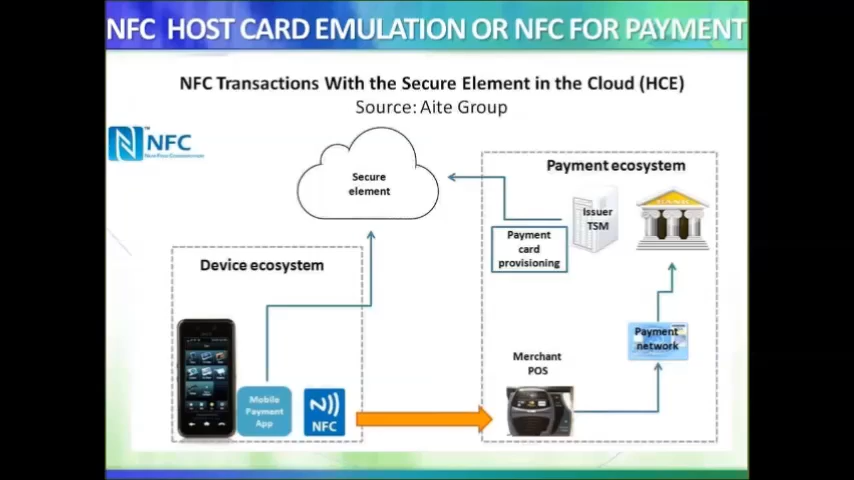 NFC HOST CARD EMULATION OR NFC FOR PAYMENT
NFC Transactions With the Secure Element in the Cloud (HCE)
Source: Aite Group
NFC
Secure
element
Payment ecosystem
Issuer
TSM
BANK
Payment
card
provisioning
Device ecosystem
Payment
network
Merchant
POS
Mobile
Payment
App
NFC